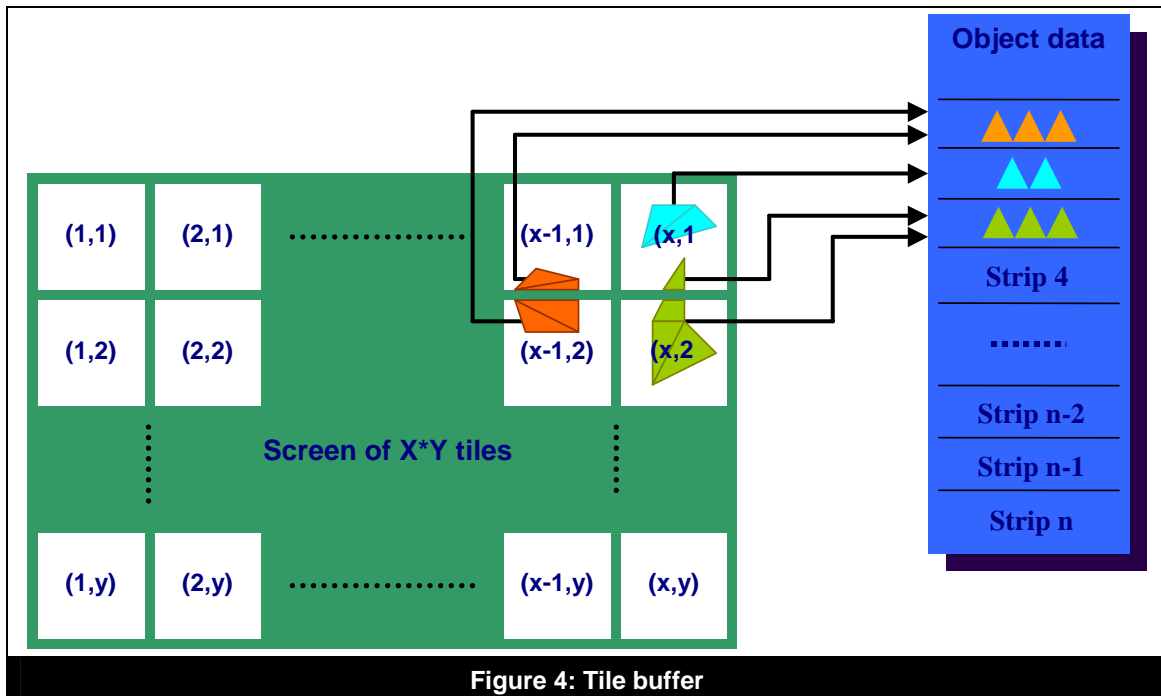 Object data
(1,1)
(2,1)
(x-1,1)
(x,1
Strip 4
(1,2)
(2,2)
(x-1,2)
(x,2
Strip n-2
Screen of X*Y tiles
Strip n-1
Strip n
(1,y)
(2,y)
(x-1,y)
(x,y)
Figure 4: Tile buffer